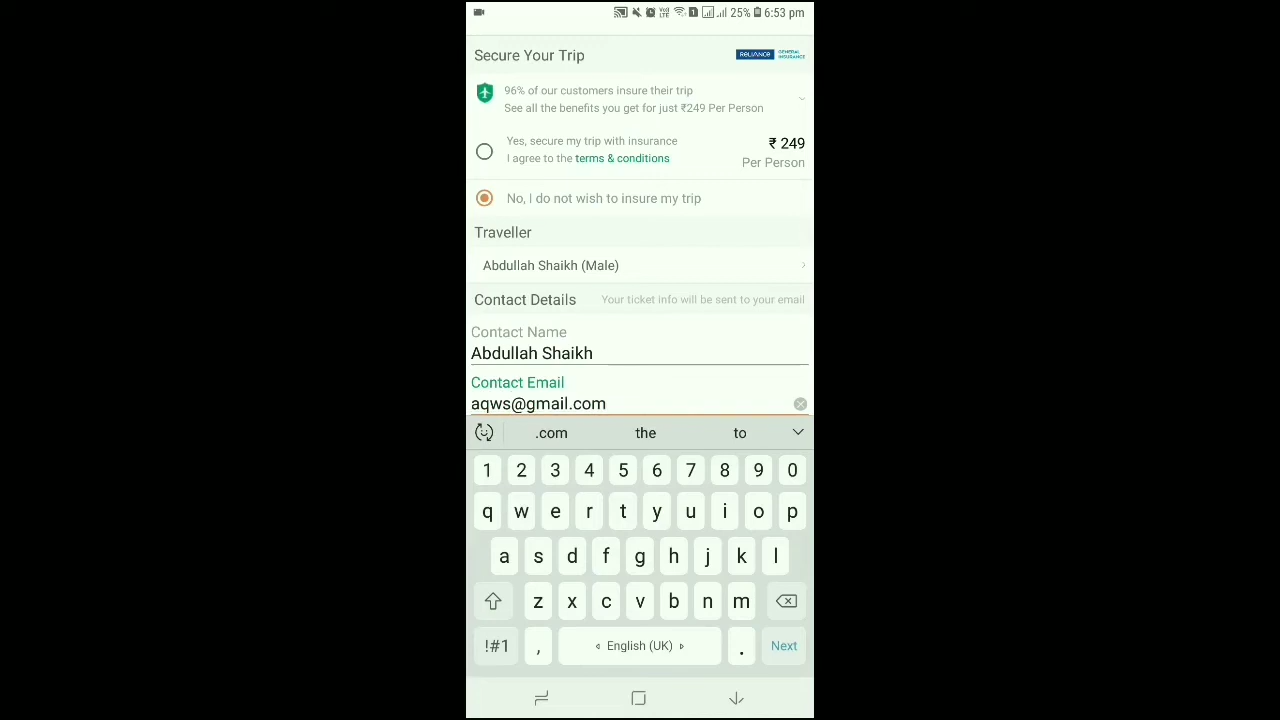 VoD LTE 1 25% 6:53 pm
Secure Your Trip RELIANCE GENERAL INSURANCE
96% of our customers insure their trip
See all the benefits you get for just ₹249 Per Person
Yes, secure my trip with insurance ₹ 249
I agree to the terms & conditions Per Person
No, I do not wish to insure my trip
Traveller
Abdullah Shaikh (Male)
Contact Details Your ticket info will be sent to your email
Contact Name
Abdullah Shaikh
Contact Email
aqws@gmail.com
.com the to
1 2 3 4 5 6 7 8 9 0
q w e r t y u i o p
a s d f g h j k l
z x c v b n m
!#1 , English (UK) . Next